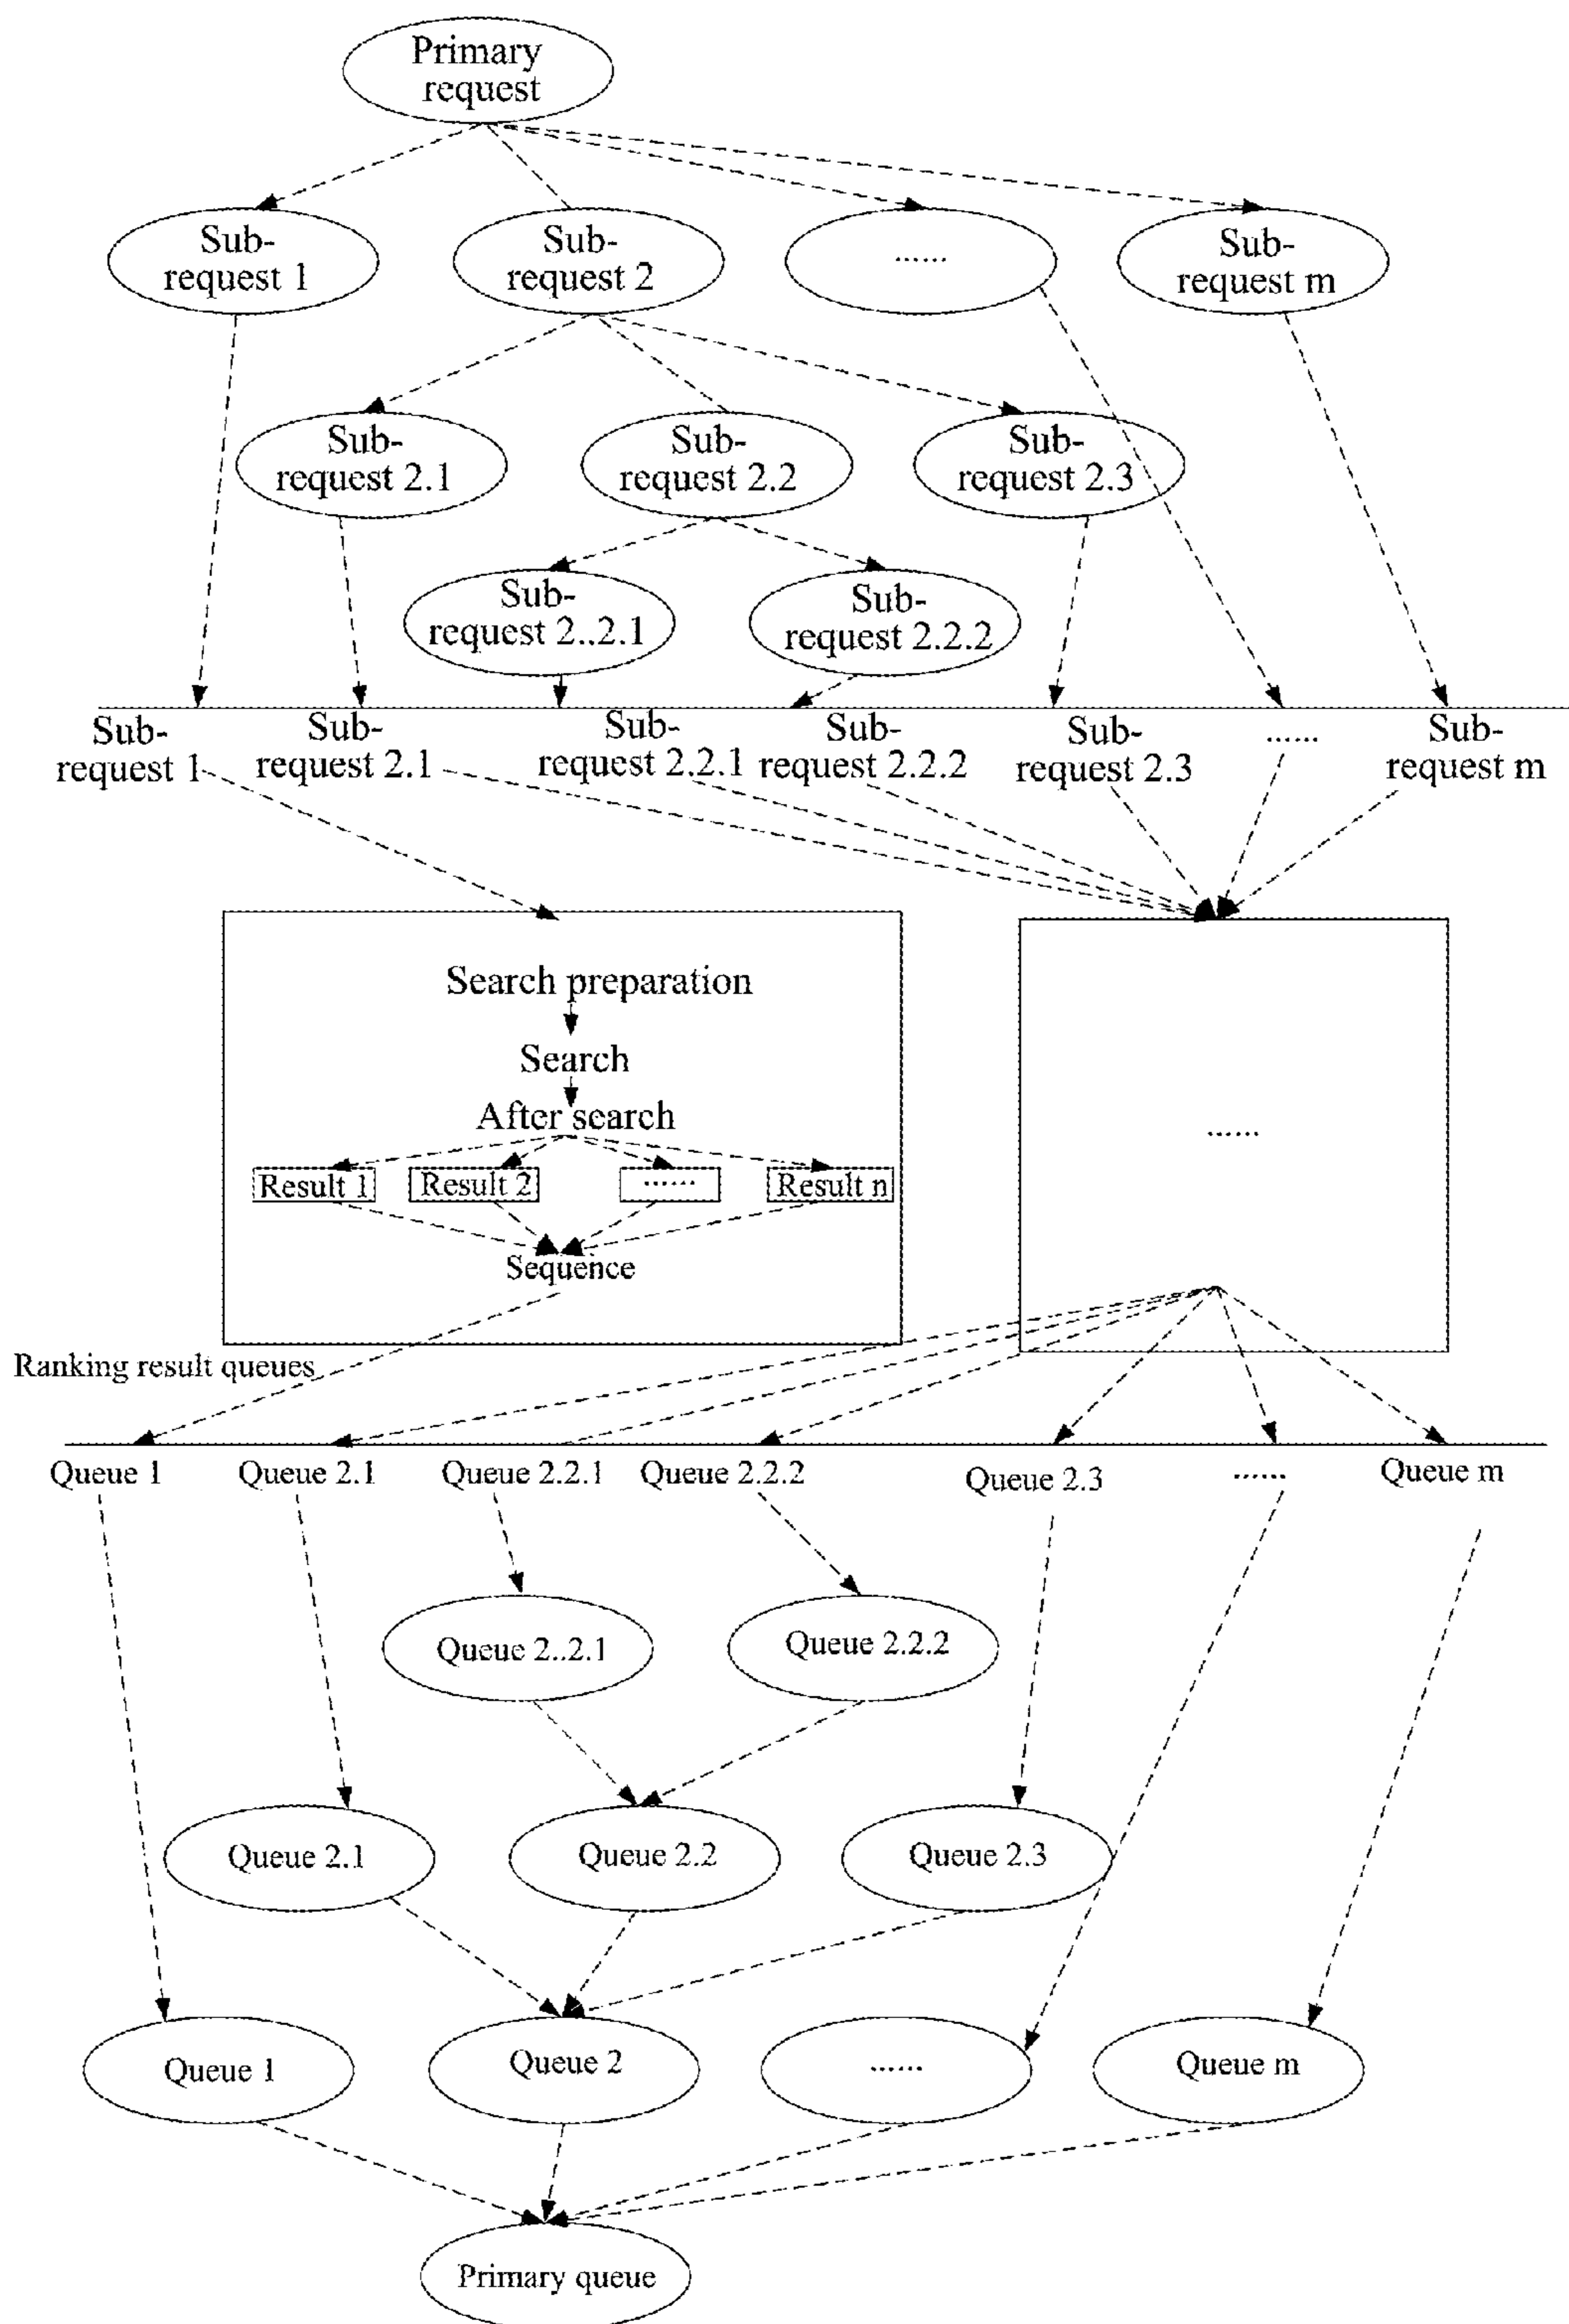 Primary
request
Sub-
request 1
Sub-
request 2
......
Sub-
request m
Sub-
request 2.1
Sub-
request 2.2
Sub-
request 2.3
Sub-
request 2..2.1
Sub-
request 2.2.2
Sub-
request 1
Sub-
request 2.1
Sub-
request 2.2.1
Sub-
request 2.2.2
Sub-
request 2.3
......
Sub-
request m
Search preparation
Search
After search
Result 1
Result 2
......
Result n
Sequence
......
Ranking result queues
Queue 1
Queue 2.1
Queue 2.2.1
Queue 2.2.2
Queue 2.3
......
Queue m
Queue 2..2.1
Queue 2.2.2
Queue 2.1
Queue 2.2
Queue 2.3
Queue 1
Queue 2
......
Queue m
Primary queue